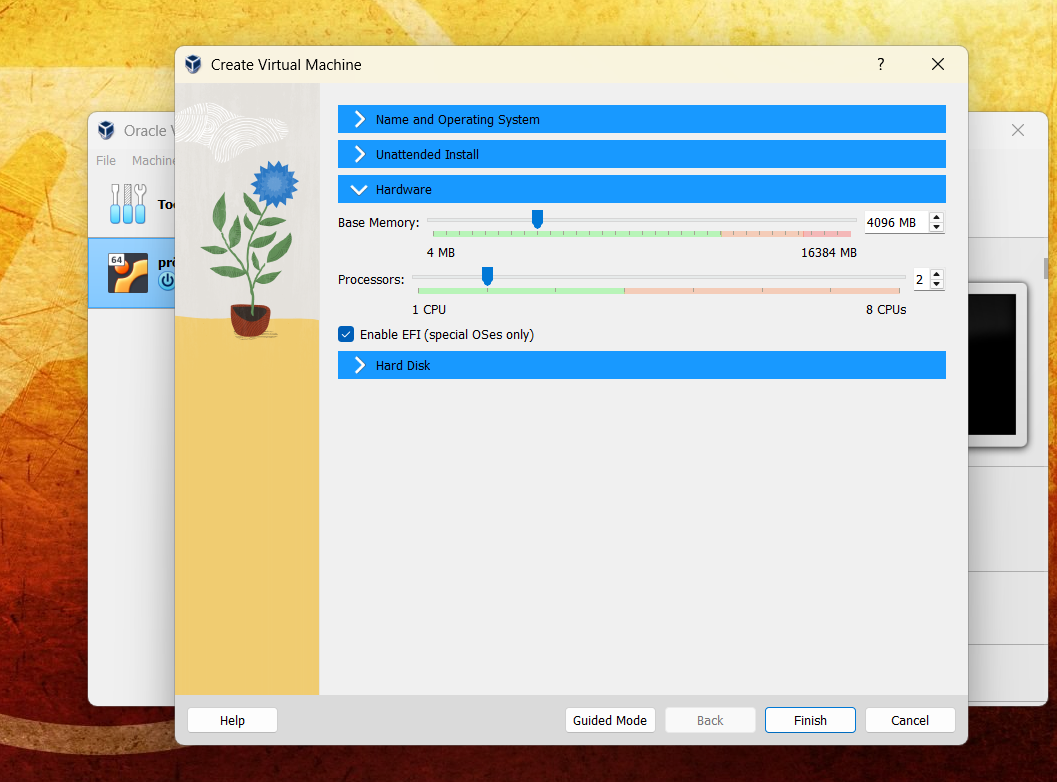 Create Virtual Machine
?
Oracle V
File Machine
Too
64
Name and Operating System
Unattended Install
Hardware
Base Memory: 4096 MB
4 MB 16384 MB
Processors: 2
1 CPU 8 CPUs
Enable EFI (special OSes only)
Hard Disk
Help Guided Mode Back Finish Cancel